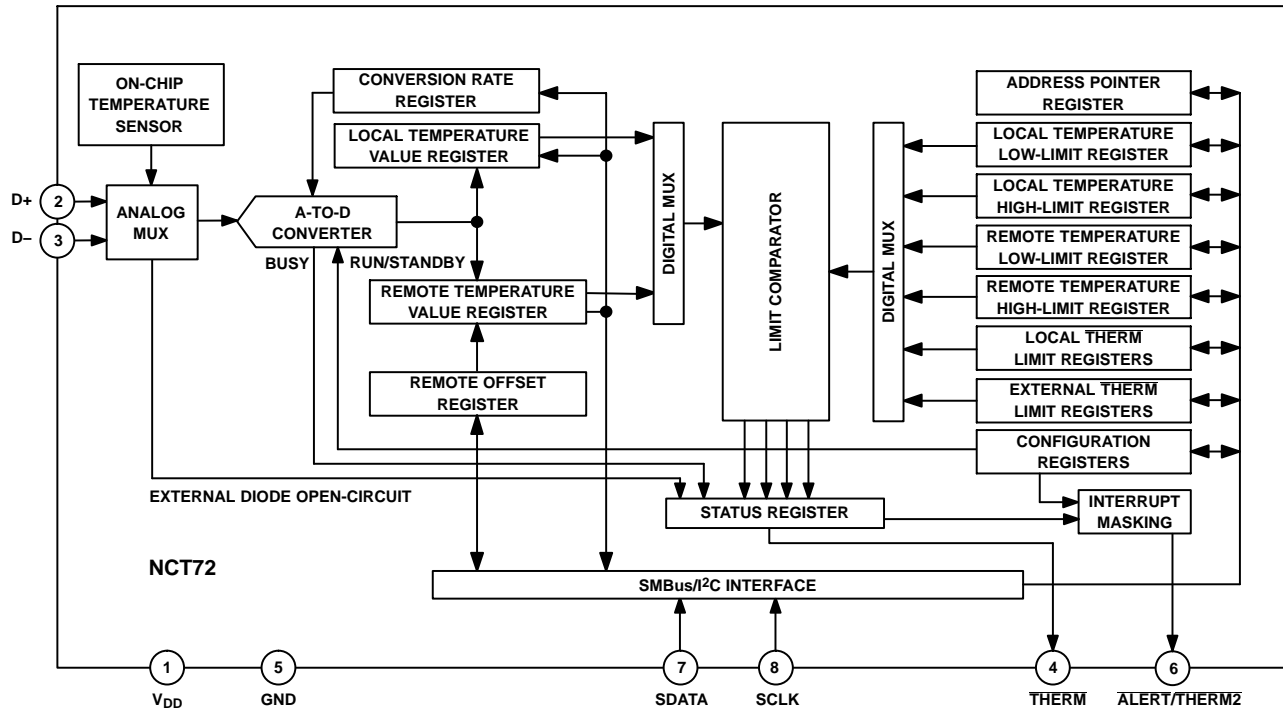 ON-CHIP
TEMPERATURE
SENSOR
CONVERSION RATE
REGISTER
LOCAL TEMPERATURE
VALUE REGISTER
D+
2
D–
3
ANALOG
MUX
A-TO-D
CONVERTER
BUSY
RUN/STANDBY
REMOTE TEMPERATURE
VALUE REGISTER
REMOTE OFFSET
REGISTER
DIGITAL MUX
LIMIT COMPARATOR
DIGITAL MUX
ADDRESS POINTER
REGISTER
LOCAL TEMPERATURE
LOW-LIMIT REGISTER
LOCAL TEMPERATURE
HIGH-LIMIT REGISTER
REMOTE TEMPERATURE
LOW-LIMIT REGISTER
REMOTE TEMPERATURE
HIGH-LIMIT REGISTER
LOCAL THERM
LIMIT REGISTERS
EXTERNAL THERM
LIMIT REGISTERS
CONFIGURATION
REGISTERS
EXTERNAL DIODE OPEN-CIRCUIT
STATUS REGISTER
INTERRUPT
MASKING
NCT72
SMBus/I²C INTERFACE
1
VDD
5
GND
7
SDATA
8
SCLK
4
THERM
6
ALERT/THERM2